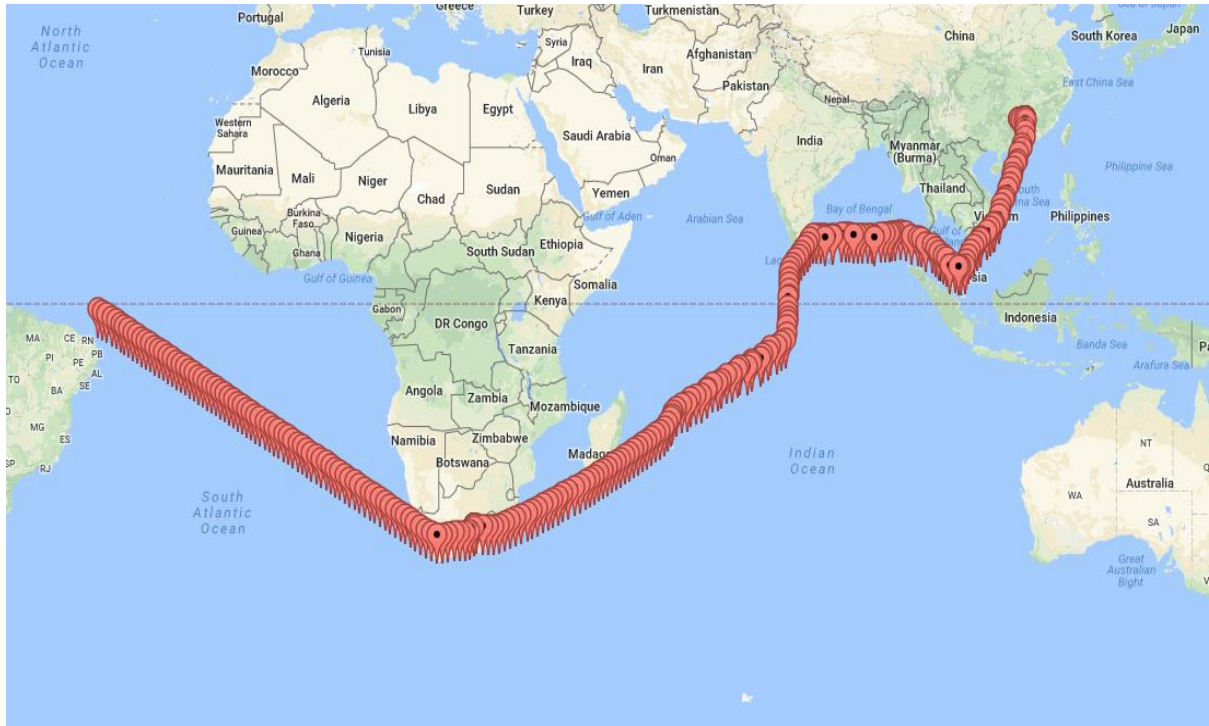 Greece
Turkey
Turkmenistan
Sea of Japan
Portugal
China
South Korea
Japan
North
Atlantic
Ocean
Tunisia
Syria
Iraq
Iran
Afghanistan
Morocco
Pakistan
East China Sea
Algeria
Libya
Egypt
Nepal
Western
Sahara
Saudi Arabia
India
Myanmar
(Burma)
Oman
Mauritania
Mali
Niger
Chad
Sudan
Yemen
Thailand
Philippine Sea
Burkina
Faso
Gulf of Aden
Arabian Sea
Bay of Bengal
Philippines
Guinea
Nigeria
Ghana
South Sudan
Ethiopia
Gulf of Guinea
Somalia
Gabon
Kenya
DR Congo
Indonesia
MA
CE
RN
PB
PI
PE
AL
TO
SE
BA
Tanzania
Banda Sea
Arafura Sea
Angola
Zambia
Mozambique
MG
ES
SP
RJ
Namibia
Zimbabwe
Botswana
Madag
Indian
Ocean
NT
Australia
WA
SA
South
Atlantic
Ocean
Great
Australian
Bight